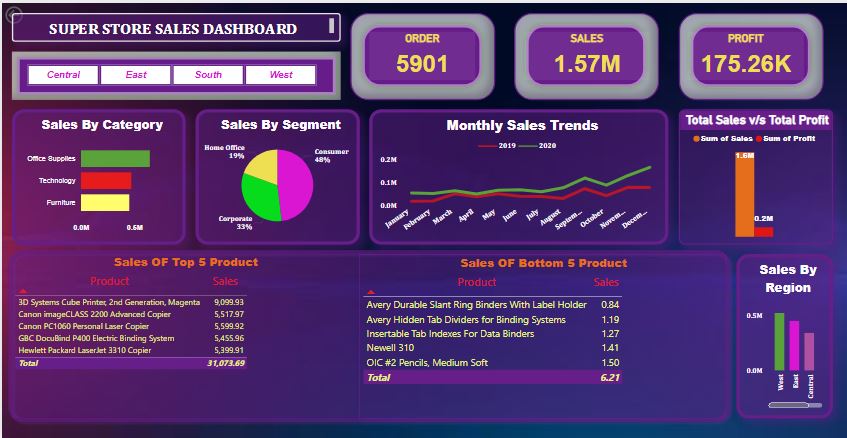 SUPER STORE SALES DASHBOARD
Central East South West
ORDER
5901
SALES
1.57M
PROFIT
175.26K
Sales By Category
Office Supplies
Technology
Furniture
0.0M 0.5M
Sales By Segment
Home Office
19%
Consumer
48%
Corporate
33%
Monthly Sales Trends
2019 2020
0.2M
0.1M
0.0M
January February March April May June July August Septem... October Novem... Decem...
Total Sales v/s Total Profit
Sum of Sales Sum of Profit
1.6M
0.2M
Sales OF Top 5 Product
Product Sales
3D Systems Cube Printer, 2nd Generation, Magenta 9,099.93
Canon imageCLASS 2200 Advanced Copier 5,517.97
Canon PC1060 Personal Laser Copier 5,599.92
GBC DocuBind P400 Electric Binding System 5,455.96
Hewlett Packard LaserJet 3310 Copier 5,399.91
Total 31,073.69
Sales OF Bottom 5 Product
Product Sales
Avery Durable Slant Ring Binders With Label Holder 0.84
Avery Hidden Tab Dividers for Binding Systems 1.19
Insertable Tab Indexes For Data Binders 1.27
Newell 310 1.41
OIC #2 Pencils, Medium Soft 1.50
Total 6.21
Sales By
Region
0.5M
0.0M
West East Central